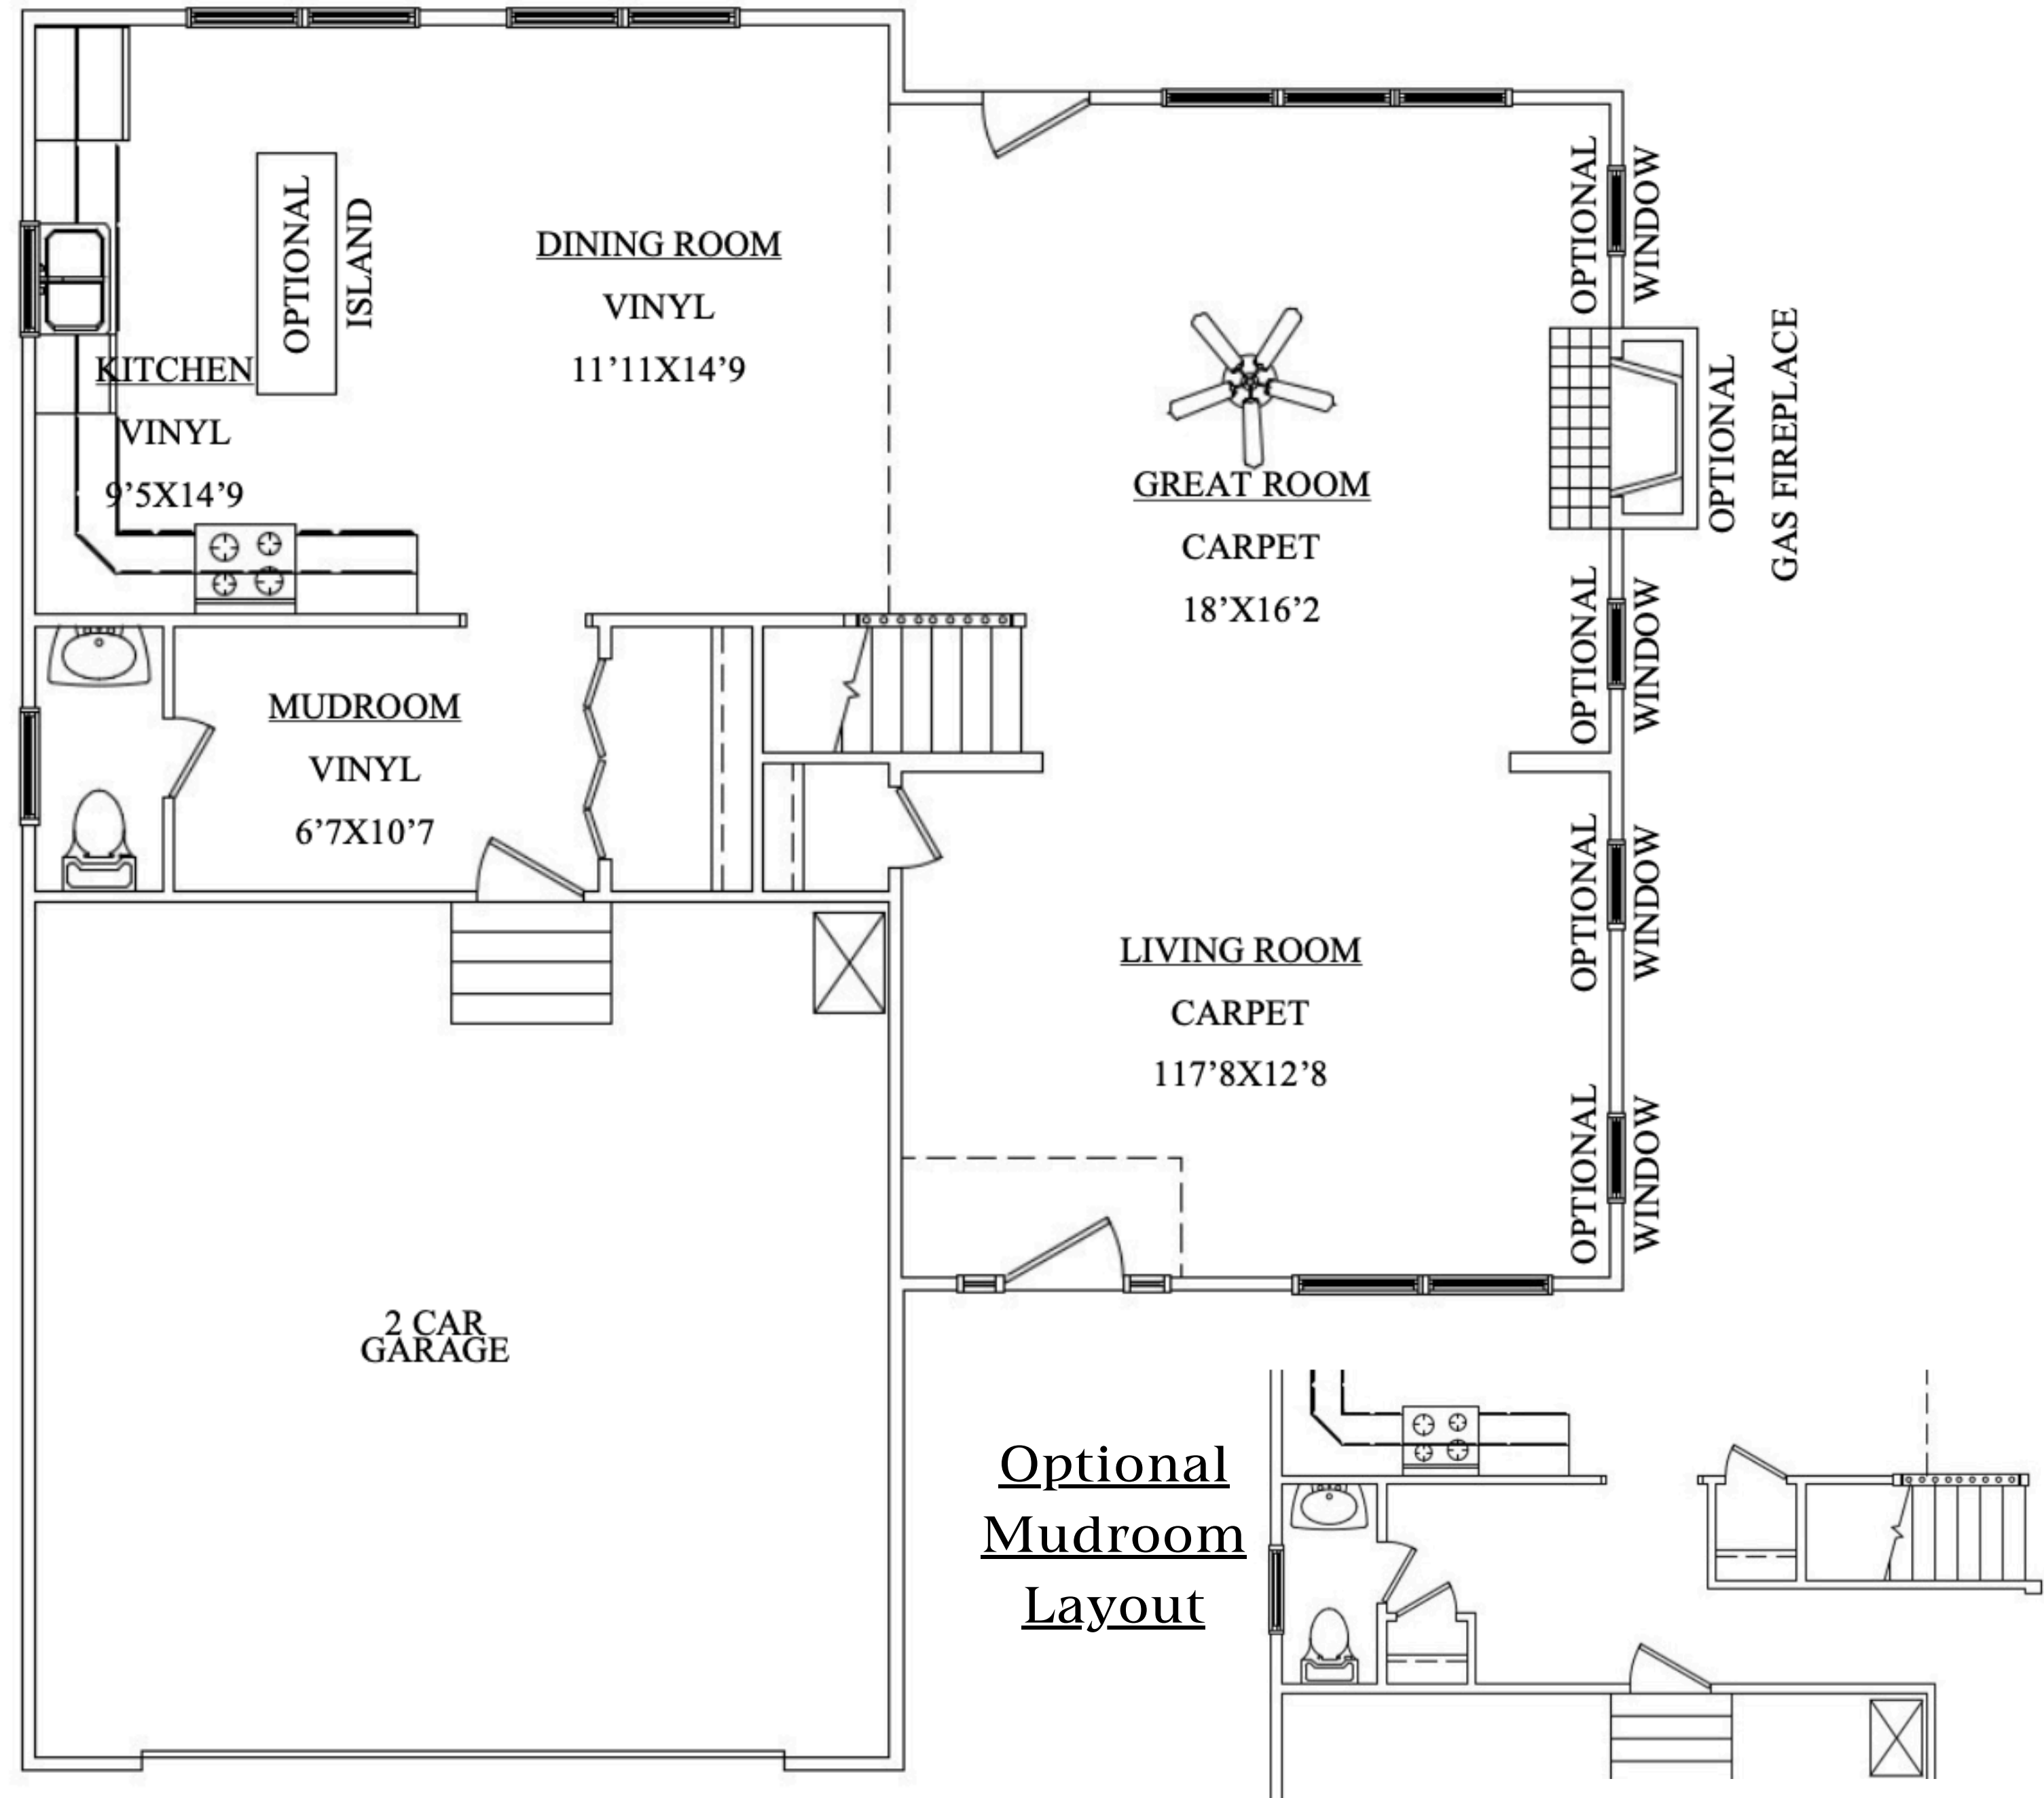 OPTIONAL
ISLAND
DINING ROOM
VINYL
11’11X14’9
KITCHEN
VINYL
9’5X14’9
GREAT ROOM
CARPET
18’X16’2
OPTIONAL
WINDOW
OPTIONAL
GAS FIREPLACE
OPTIONAL
WINDOW
MUDROOM
VINYL
6’7X10’7
OPTIONAL
WINDOW
LIVING ROOM
CARPET
117’8X12’8
OPTIONAL
WINDOW
2 CAR
GARAGE
Optional
Mudroom
Layout